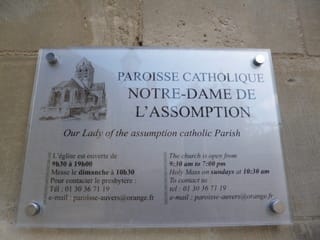 PAROISSE CATHOLIQUE
NOTRE-DAME DE
L'ASSOMPTION
Our Lady of the assumption catholic Parish
L'église est ouverte de
9h30 à 19h00
Messe le dimanche à 10h30
Pour contacter le presbytère :
Tél : 01 30 36 71 19
e-mail : paroisse-auvers@orange.fr
The church is open from
9:30 am to 7:00 pm
Holy Mass on sundays at 10:30 am
To contact us :
tel : 01 30 36 71 19
e-mail : paroisse-auvers@orange.fr